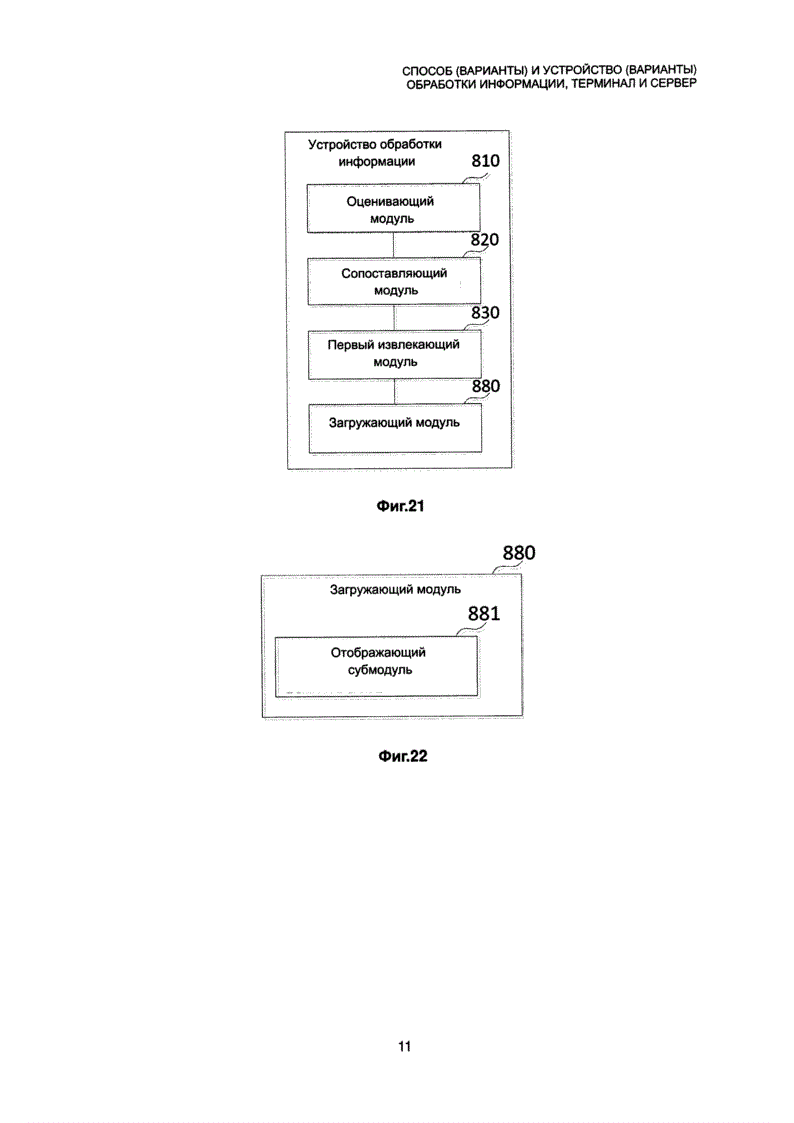 СПОСОБ (ВАРИАНТЫ) И УСТРОЙСТВО (ВАРИАНТЫ)
ОБРАБОТКИ ИНФОРМАЦИИ, ТЕРМИНАЛ И СЕРВЕР
Устройство обработки
информации
810
Оценивающий
модуль
820
Сопоставляющий
модуль
830
Первый извлекающий
модуль
880
Загружающий модуль
Фиг.21
880
Загружающий модуль
881
Отображающий
субмодуль
Фиг.22
11